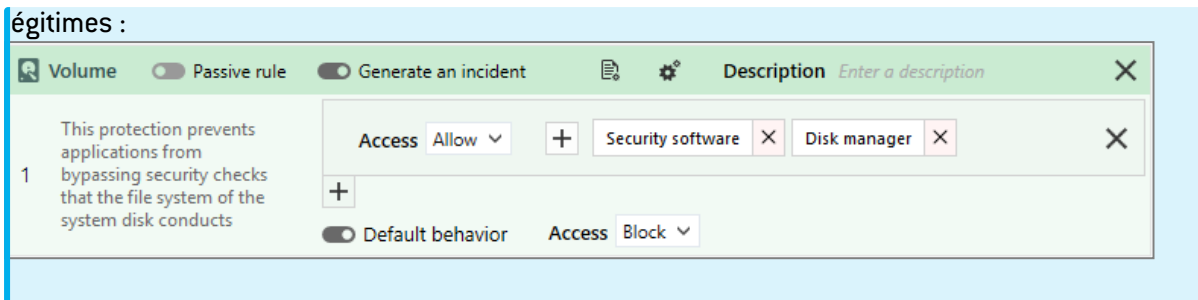 égitimes :
Volume Passive rule Generate an incident Description Enter a description
This protection prevents
applications from
Access Allow Security software Disk manager
1 bypassing security checks
that the file system of the
system disk conducts
Default behavior Access Block